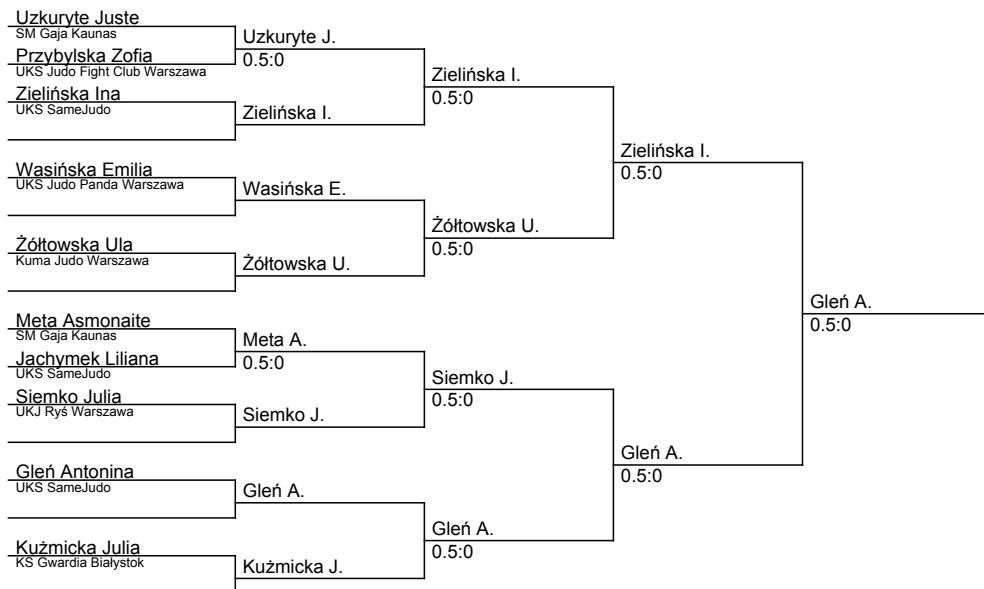 Uzkuryte Juste
SM Gaja Kaunas
Uzkuryte J.
Przybylska Zofia
0.5:0
UKS Judo Fight Club Warszawa
Zielińska I.
Zielińska Ina
0.5:0
UKS SameJudo
Zielińska I.
Zielińska I.
Wasińska Emilia
0.5:0
UKS Judo Panda Warszawa
Wasińska E.
Żółtowska U.
Żółtowska Ula
0.5:0
Kuma Judo Warszawa
Żółtowska U.
Gleń A.
Meta Asmonaite
0.5:0
SM Gaja Kaunas
Meta A.
Jachymek Liliana
0.5:0
UKS SameJudo
Siemko J.
Siemko Julia
0.5:0
UKJ Ryś Warszawa
Siemko J.
Gleń A.
Gleń Antonina
0.5:0
UKS SameJudo
Gleń A.
Gleń A.
Kużmicka Julia
0.5:0
KS Gwardia Białystok
Kużmicka J.